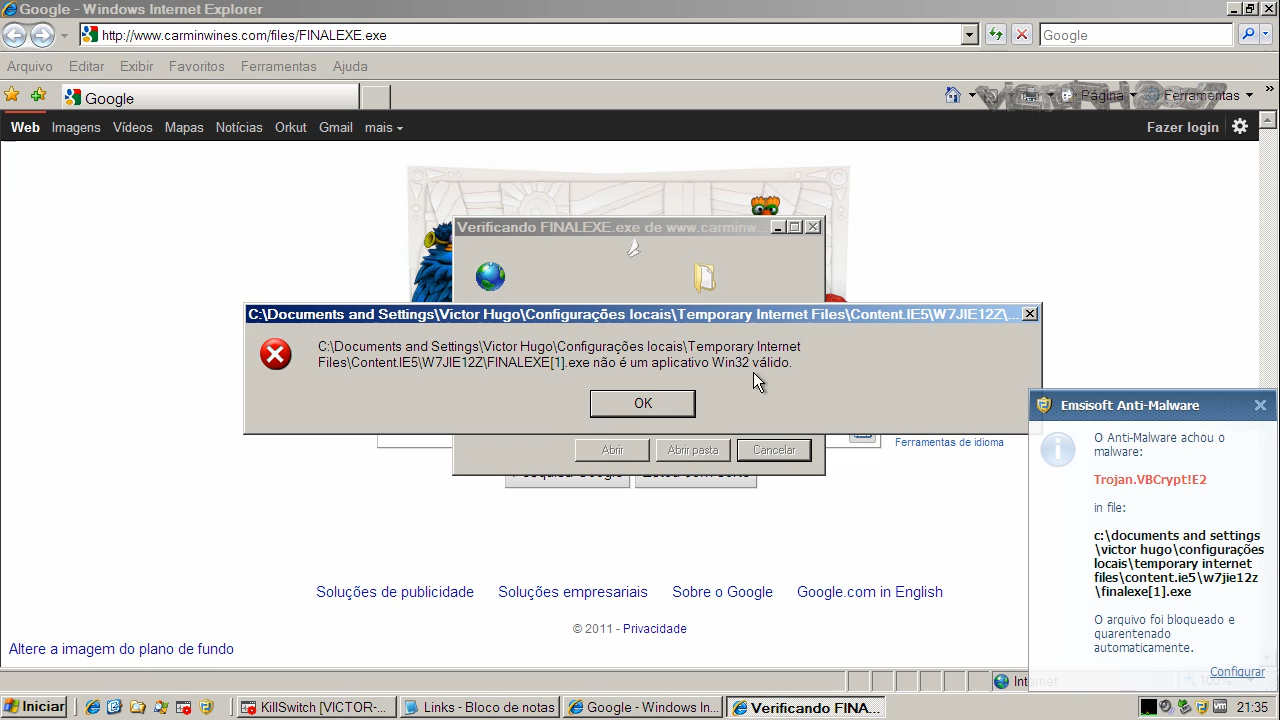 Google - Windows Internet Explorer
http://www.carminwines.com/files/FINALEXE.exe
Google
Arquivo Editar Exibir Favoritos Ferramentas Ajuda
Google
Página Ferramentas
Web Imagens Vídeos Mapas Notícias Orkut Gmail mais
Fazer login
Verificando FINALEXE.exe de www.carminw...
C:\Documents and Settings\Victor Hugo\Configurações locais\Temporary Internet Files\Content.IE5\W7JIE12Z\...
C:\Documents and Settings\Victor Hugo\Configurações locais\Temporary Internet
Files\Content.IE5\W7JIE12Z\FINALEXE[1].exe não é um aplicativo Win32 válido.
OK
Abrir Abrir pasta Cancelar
Ferramentas de idioma
Emsisoft Anti-Malware
O Anti-Malware achou o
malware:
Trojan.VBCrypt!E2
in file:
c:\documents and settings
\victor hugo\configurações
locais\temporary internet
files\content.ie5\w7jie12z
\finalexe[1].exe
O arquivo foi bloqueado e
quarentenado
automaticamente.
Configurar
Soluções de publicidade Soluções empresariais Sobre o Google Google.com in English
© 2011 - Privacidade
Altere a imagem do plano de fundo
Iniciar
KillSwitch [VICTOR-...
Links - Bloco de notas
Google - Windows In...
Verificando FINA...
21:35